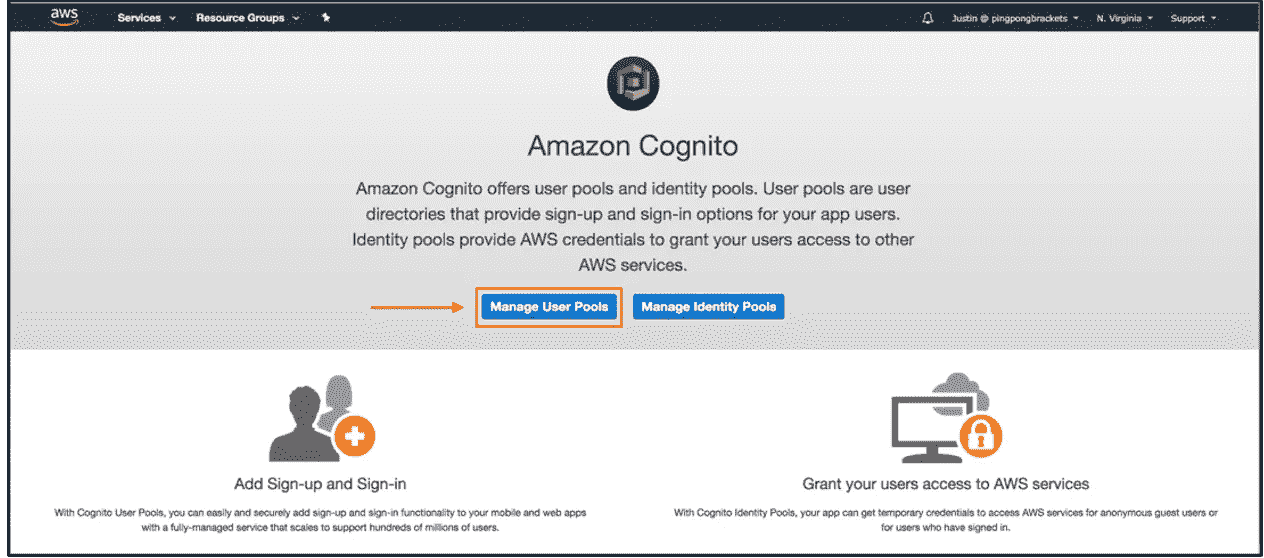 aws Services Resource Groups Justin @ pingpongbrackets N. Virginia Support
Amazon Cognito
Amazon Cognito offers user pools and identity pools. User pools are user
directories that provide sign-up and sign-in options for your app users.
Identity pools provide AWS credentials to grant your users access to other
AWS services.
Manage User Pools Manage Identity Pools
Add Sign-up and Sign-in
With Cognito User Pools, you can easily and securely add sign-up and sign-in functionality to your mobile and web apps
with a fully-managed service that scales to support hundreds of millions of users.
Grant your users access to AWS services
With Cognito Identity Pools, your app can get temporary credentials to access AWS services for anonymous guest users or
for users who have signed in.